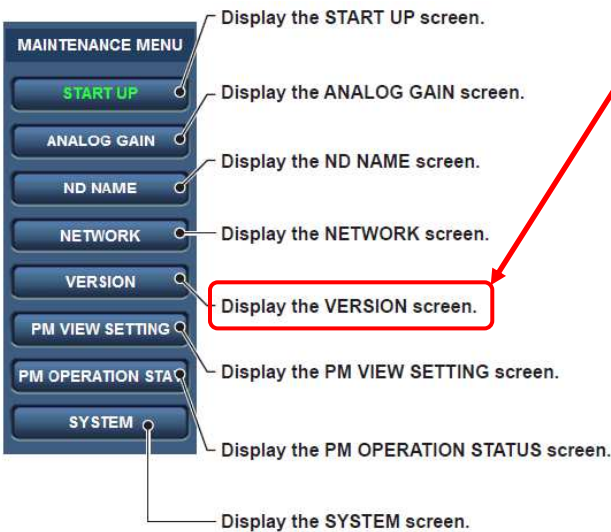 Display the START UP screen.
MAINTENANCE MENU
START UP
Display the ANALOG GAIN screen.
ANALOG GAIN
Display the ND NAME screen.
ND NAME
NETWORK
Display the NETWORK screen.
VERSION
Display the VERSION screen.
PM VIEW SETTING
Display the PM VIEW SETTING screen.
PM OPERATION STA
SYSTEM
Display the PM OPERATION STATUS screen.
Display the SYSTEM screen.